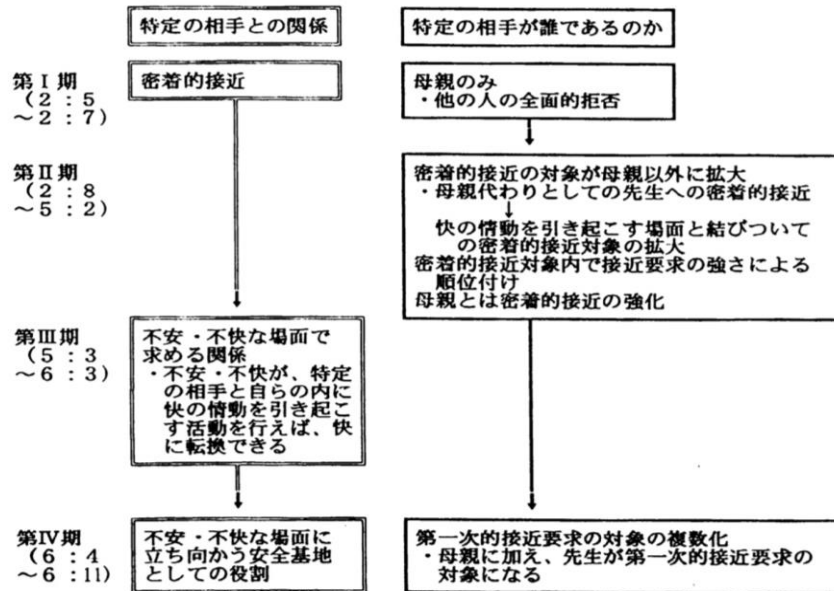 特定の相手との関係
特定の相手が誰であるのか
第Ⅰ期
(2：5
～2：7)
密着的接近
母親のみ
・他の人の全面的拒否
第Ⅱ期
(2：8
～5：2)
密着的接近の対象が母親以外に拡大
・母親代わりとしての先生への密着的接近
↓
快の情動を引き起こす場面と結びついて
の密着的接近対象の拡大
密着的接近対象内で接近要求の強さによる
順位付け
母親とは密着的接近の強化
第Ⅲ期
(5：3
～6：3)
不安・不快な場面で
求める関係
・不安・不快が、特定
の相手と自らの内に
快の情動を引き起こ
す活動を行えば、快
に転換できる
第Ⅳ期
(6：4
～6：11)
不安・不快な場面に
立ち向かう安全基地
としての役割
第一次的接近要求の対象の複数化
・母親に加え、先生が第一次的接近要求の
対象になる